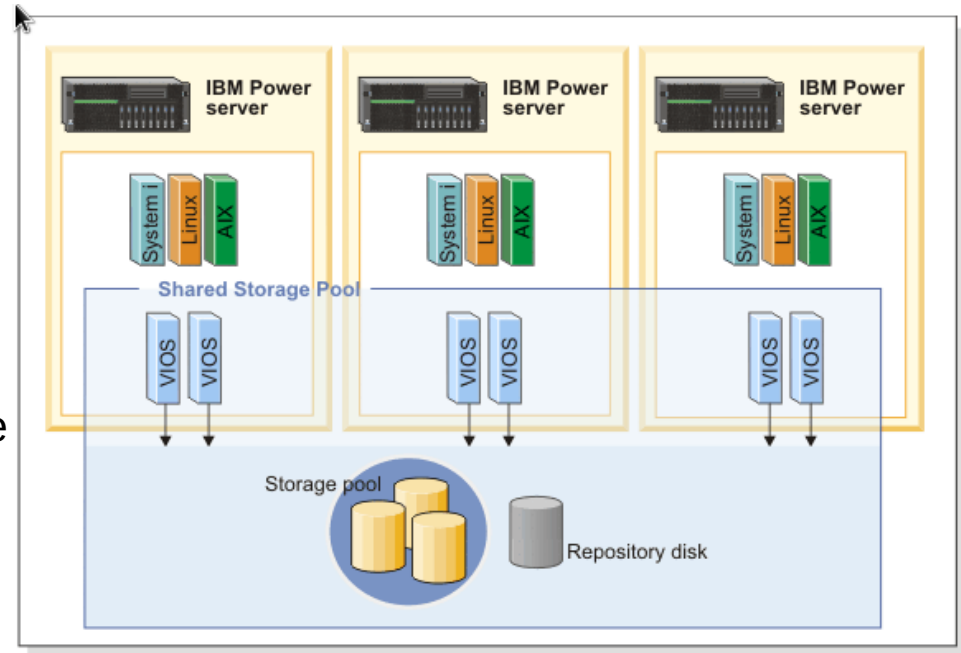 IBM Power
server
IBM Power
server
IBM Power
server
System i
Linux
AIX
System i
Linux
AIX
System i
Linux
AIX
Shared Storage Pool
VIOS
VIOS
VIOS
VIOS
VIOS
VIOS
e
Storage pool
Repository disk